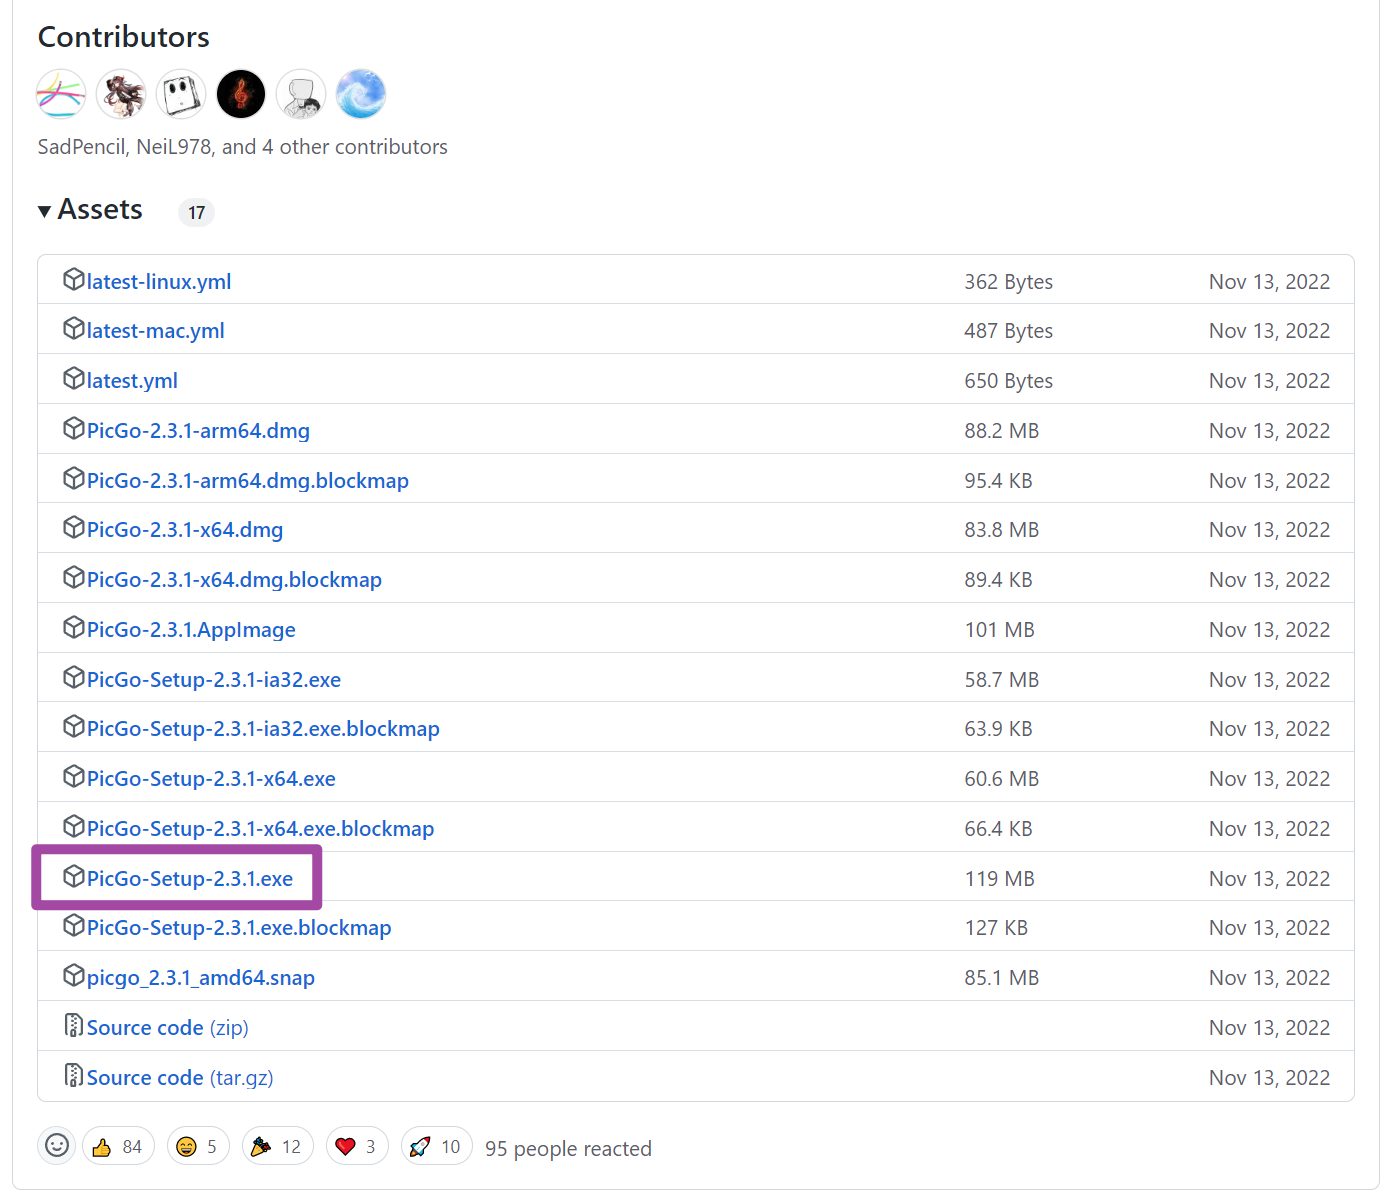 Contributors
SadPencil, NeiL978, and 4 other contributors
Assets 17
latest-linux.yml 362 Bytes Nov 13, 2022
latest-mac.yml 487 Bytes Nov 13, 2022
latest.yml 650 Bytes Nov 13, 2022
PicGo-2.3.1-arm64.dmg 88.2 MB Nov 13, 2022
PicGo-2.3.1-arm64.dmg.blockmap 95.4 KB Nov 13, 2022
PicGo-2.3.1-x64.dmg 83.8 MB Nov 13, 2022
PicGo-2.3.1-x64.dmg.blockmap 89.4 KB Nov 13, 2022
PicGo-2.3.1.AppImage 101 MB Nov 13, 2022
PicGo-Setup-2.3.1-ia32.exe 58.7 MB Nov 13, 2022
PicGo-Setup-2.3.1-ia32.exe.blockmap 63.9 KB Nov 13, 2022
PicGo-Setup-2.3.1-x64.exe 60.6 MB Nov 13, 2022
PicGo-Setup-2.3.1-x64.exe.blockmap 66.4 KB Nov 13, 2022
PicGo-Setup-2.3.1.exe 119 MB Nov 13, 2022
PicGo-Setup-2.3.1.exe.blockmap 127 KB Nov 13, 2022
picgo_2.3.1_amd64.snap 85.1 MB Nov 13, 2022
Source code (zip) Nov 13, 2022
Source code (tar.gz) Nov 13, 2022
84 5 12 3 10 95 people reacted